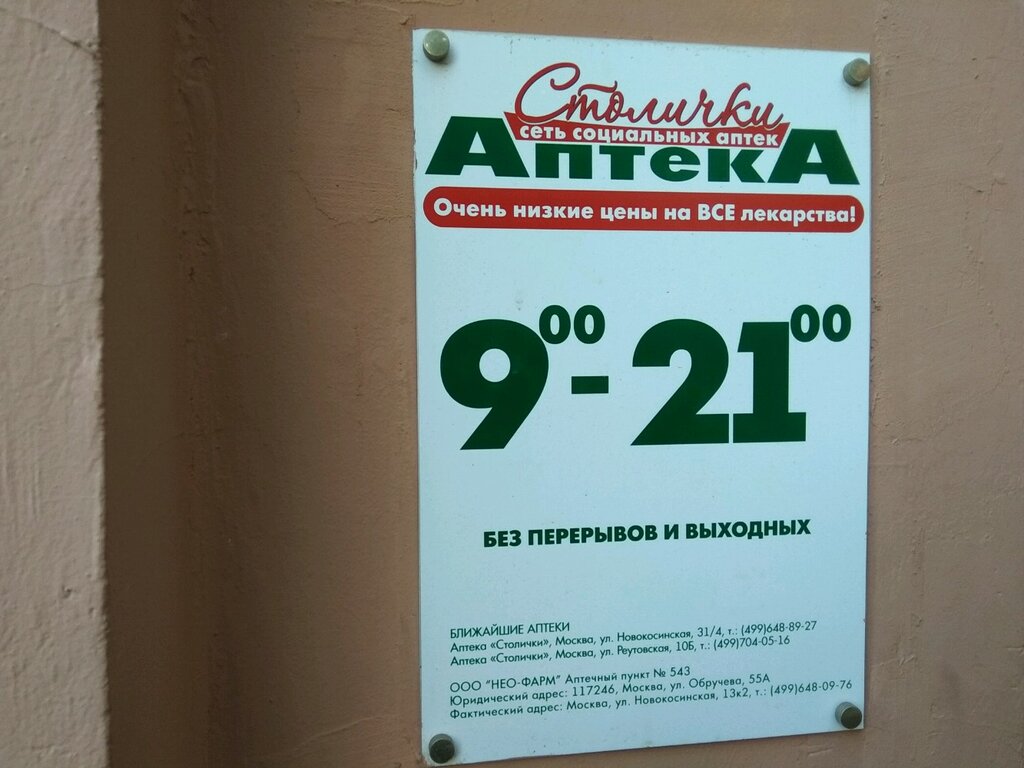 Столички
сеть социальных аптек
Аптека
Очень низкие цены на ВСЕ лекарства!
9⁰⁰ - 21⁰⁰
БЕЗ ПЕРЕРЫВОВ И ВЫХОДНЫХ
БЛИЖАЙШИЕ АПТЕКИ
Аптека «Столички», Москва, ул. Новокосинская, 31/4, т.: (499)648-89-27
Аптека «Столички», Москва, ул. Реутовская, 10Б, т.: (499)704-05-16
ООО "НЕО-ФАРМ" Аптечный пункт № 543
Юридический адрес: 117246, Москва, ул. Обручева, 55А
Фактический адрес: Москва, ул. Новокосинская, 13к2, т.: (499)648-09-76